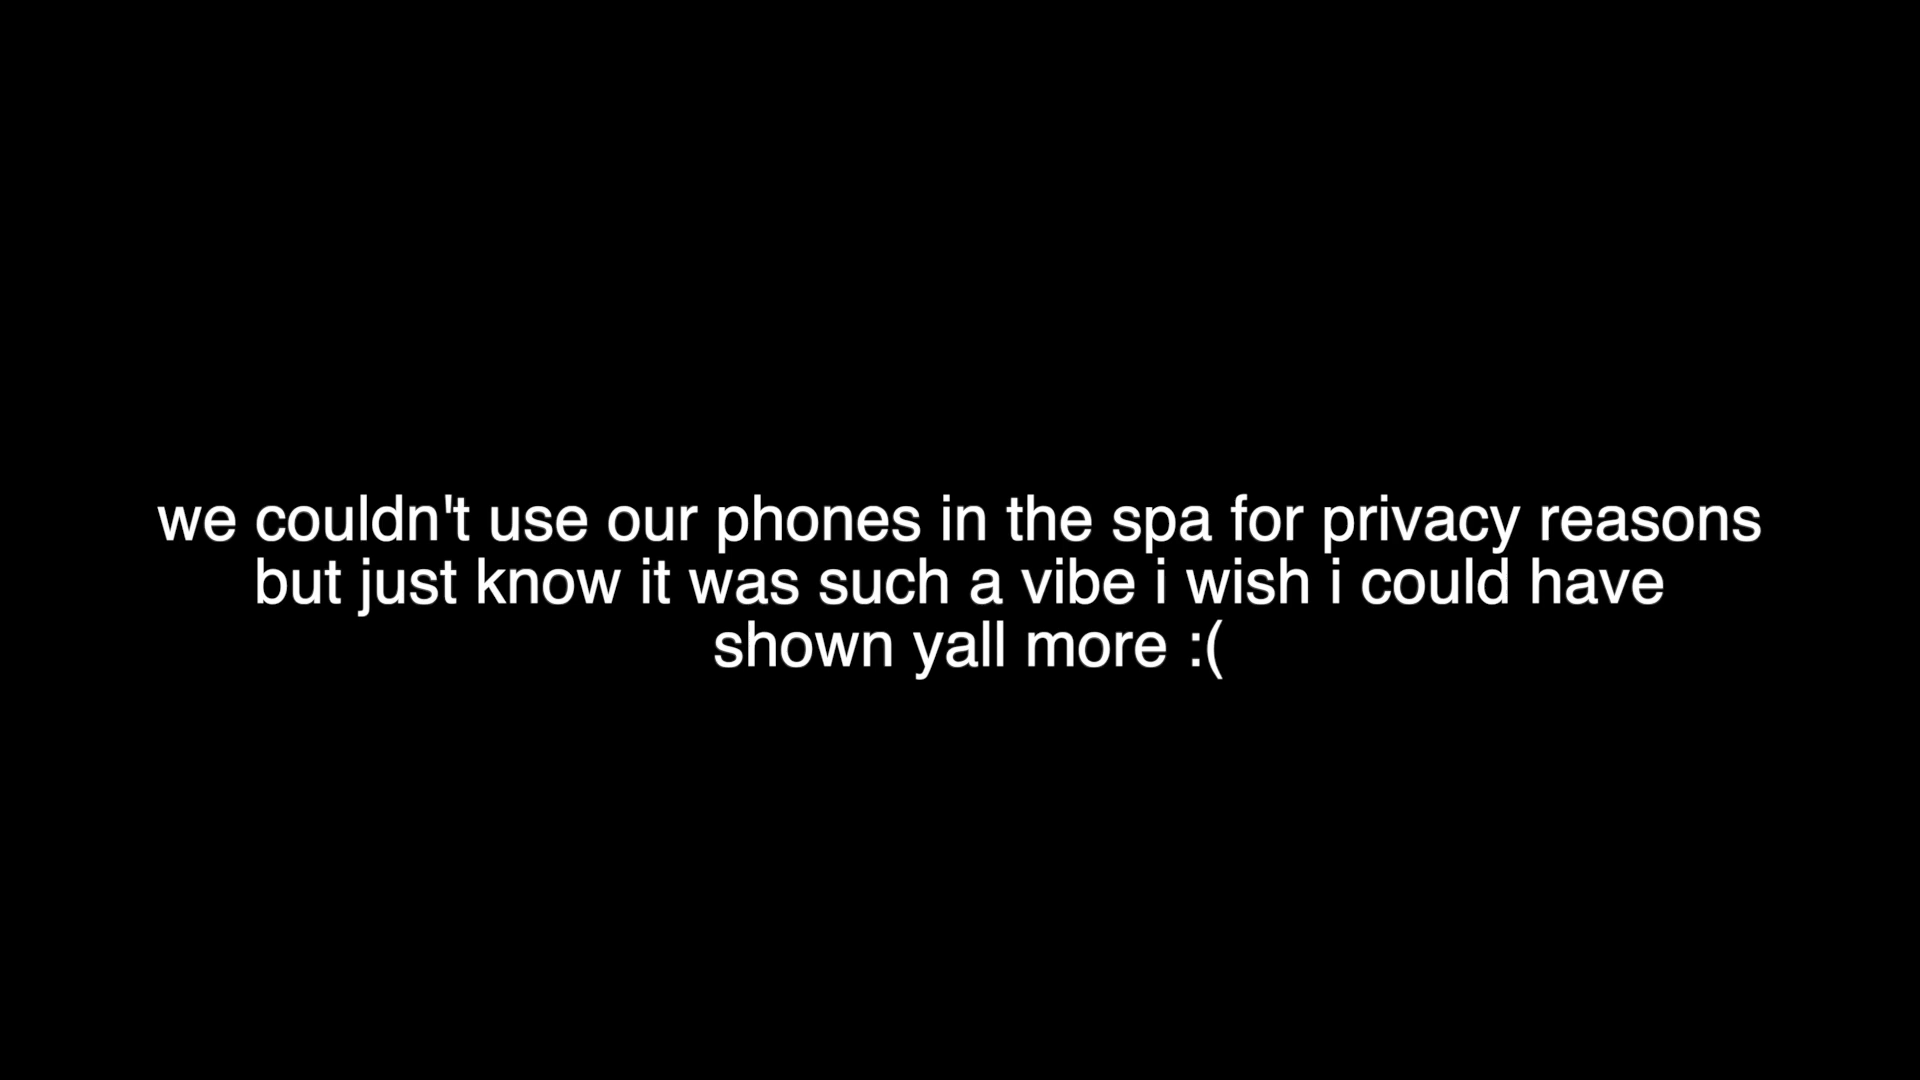 we couldn't use our phones in the spa for privacy reasons
but just know it was such a vibe i wish i could have
shown yall more :(